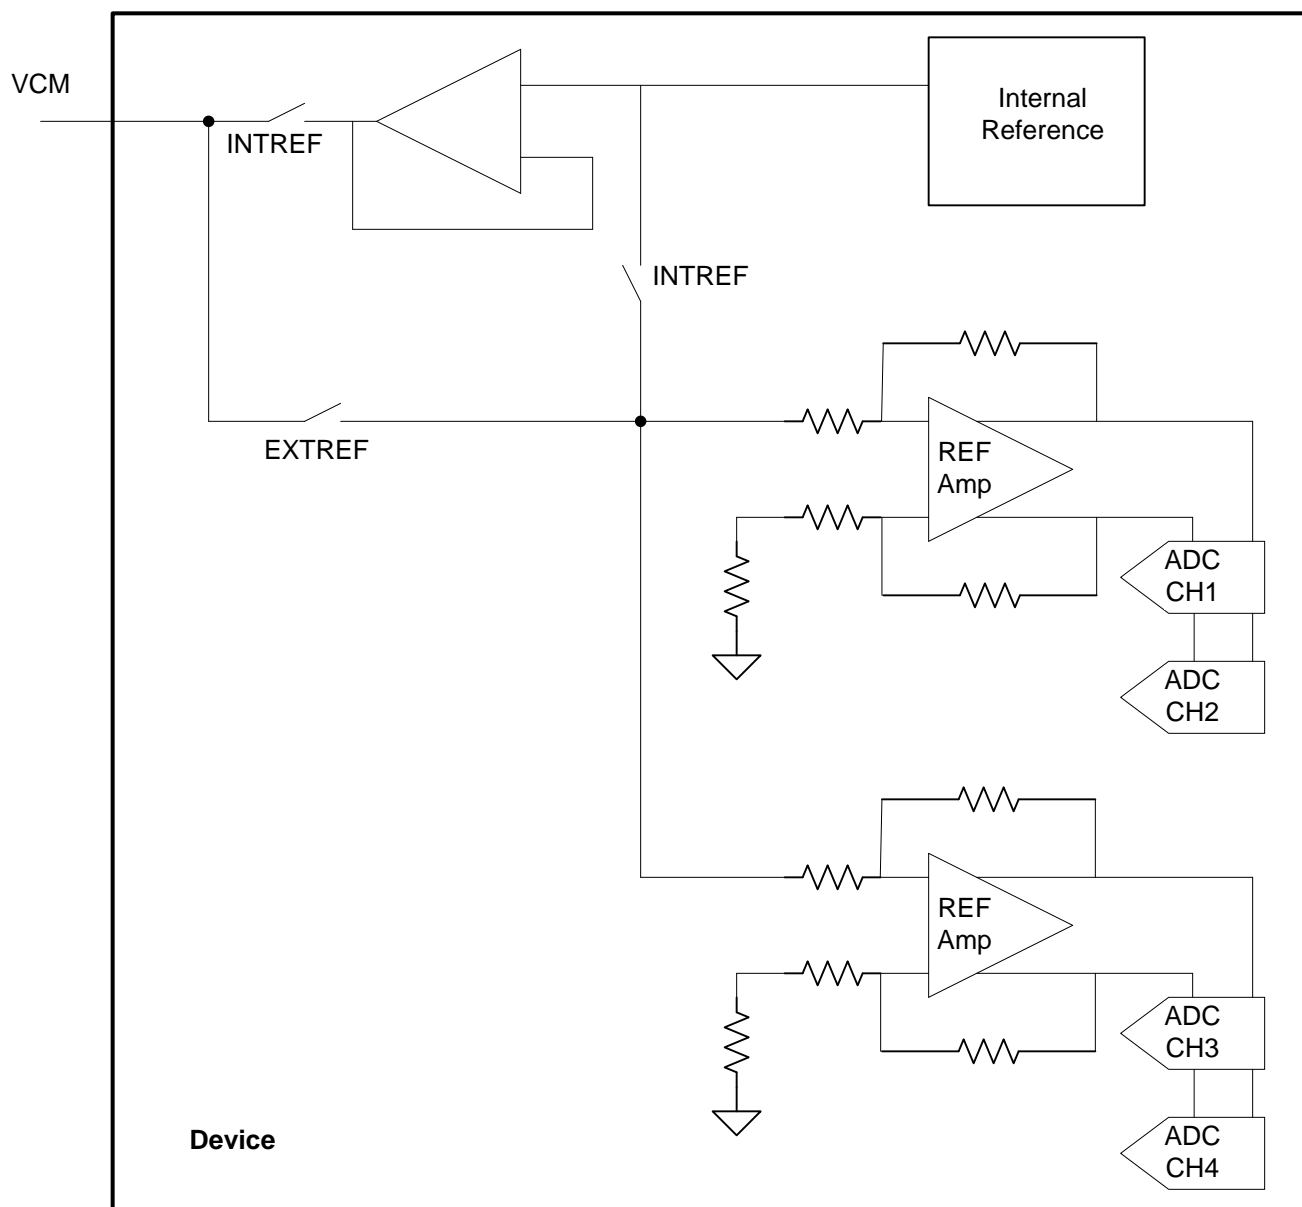 VCM
INTREF
Internal
Reference
INTREF
EXTREF
REF
Amp
ADC
CH1
ADC
CH2
REF
Amp
ADC
CH3
ADC
CH4
Device